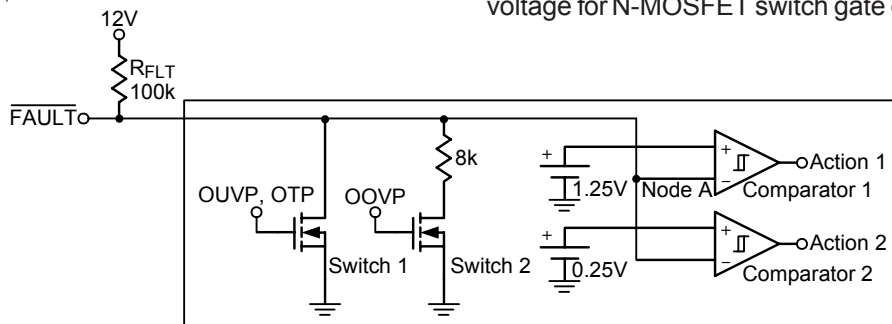 voltage for N-MOSFET switch gate
12V
RFLT
100k
FAULT
8k
OUVP, OTP
OOVP
Switch 1
Switch 2
+
1.25V
Node A
+
−
Action 1
Comparator 1
+
0.25V
+
−
Action 2
Comparator 2